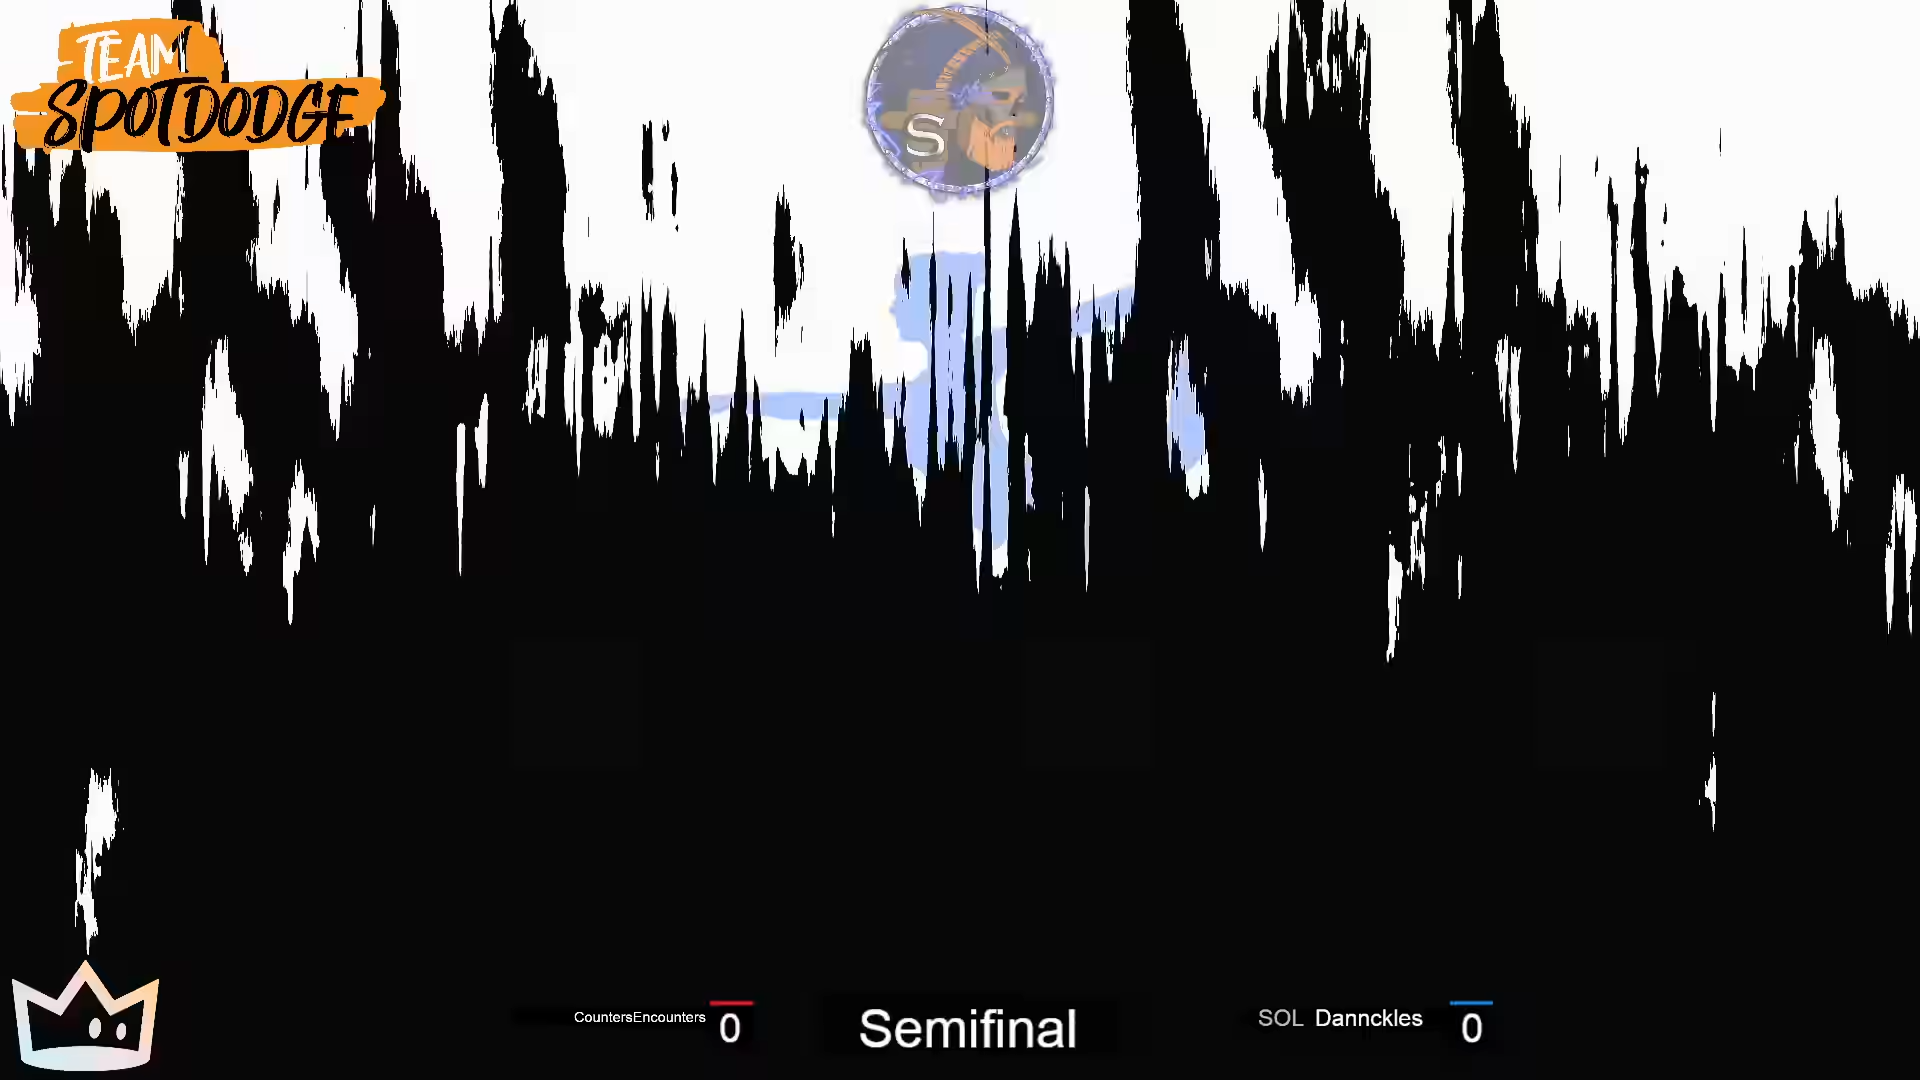 TEAM
SPOTDODGE
S
CountersEncounters 0 Semifinal SOL Dannckles 0